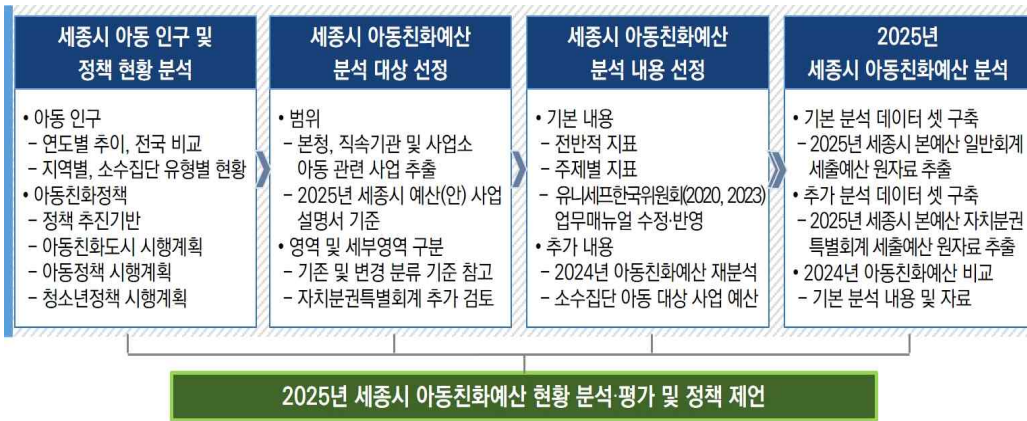 세종시 아동 인구 및
정책 현황 분석
• 아동 인구
– 연도별 추이, 전국 비교
– 지역별, 소수집단 유형별 현황
• 아동친화정책
– 정책 추진기반
– 아동친화도시 시행계획
– 아동정책 시행계획
– 청소년정책 시행계획
세종시 아동친화예산
분석 대상 선정
• 범위
– 본청, 직속기관 및 사업소
아동 관련 사업 추출
– 2025년 세종시 예산(안) 사업
설명서 기준
• 영역 및 세부영역 구분
– 기존 및 변경 분류 기준 참고
– 자치분권특별회계 추가 검토
세종시 아동친화예산
분석 내용 선정
• 기본 내용
– 전반적 지표
– 주제별 지표
– 유니세프한국위원회(2020, 2023)
업무매뉴얼 수정·반영
• 추가 내용
– 2024년 아동친화예산 재분석
– 소수집단 아동 대상 사업 예산
2025년
세종시 아동친화예산 분석
• 기본 분석 데이터 셋 구축
– 2025년 세종시 본예산 일반회계
세출예산 원자료 추출
• 추가 분석 데이터 셋 구축
– 2025년 세종시 본예산 자치분권
특별회계 세출예산 원자료 추출
• 2024년 아동친화예산 비교
– 기본 분석 내용 및 자료
2025년 세종시 아동친화예산 현황 분석·평가 및 정책 제언